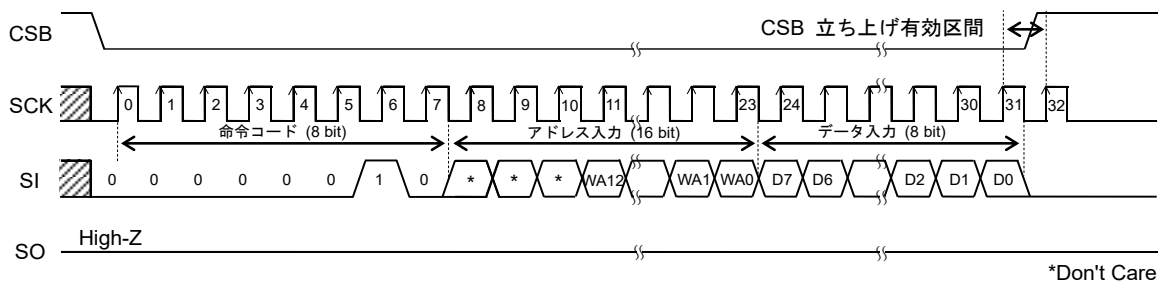 CSB CSB 立ち上げ有効区間
SCK 0 1 2 3 4 5 6 7 8 9 10 11 23 24 30 31 32
命令コード (8 bit) アドレス入力 (16 bit) データ入力 (8 bit)
SI 0 0 0 0 0 0 1 0 * * * WA12 WA1 WA0 D7 D6 D2 D1 D0
High-Z
SO
*Don't Care